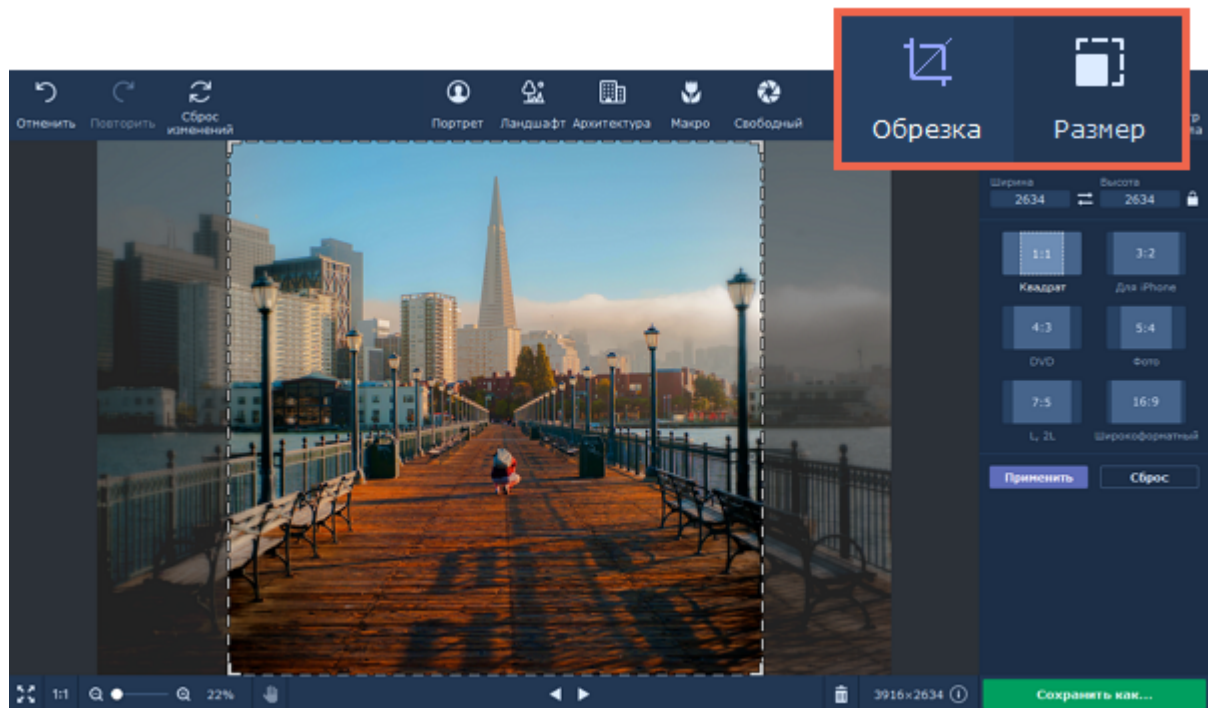 Обрезка
Размер
Отменить
Повторить
Сброс
изменений
Портрет
Ландшафт
Архитектура
Макро
Свободный
Ширина
Высота
2634
2634
1:1
3:2
Квадрат
Для iPhone
4:3
5:4
DVD
Фото
7:5
16:9
L, 2L
Широкоформатный
Применить
Сброс
1:1
22%
3916×2634
Сохранить как...